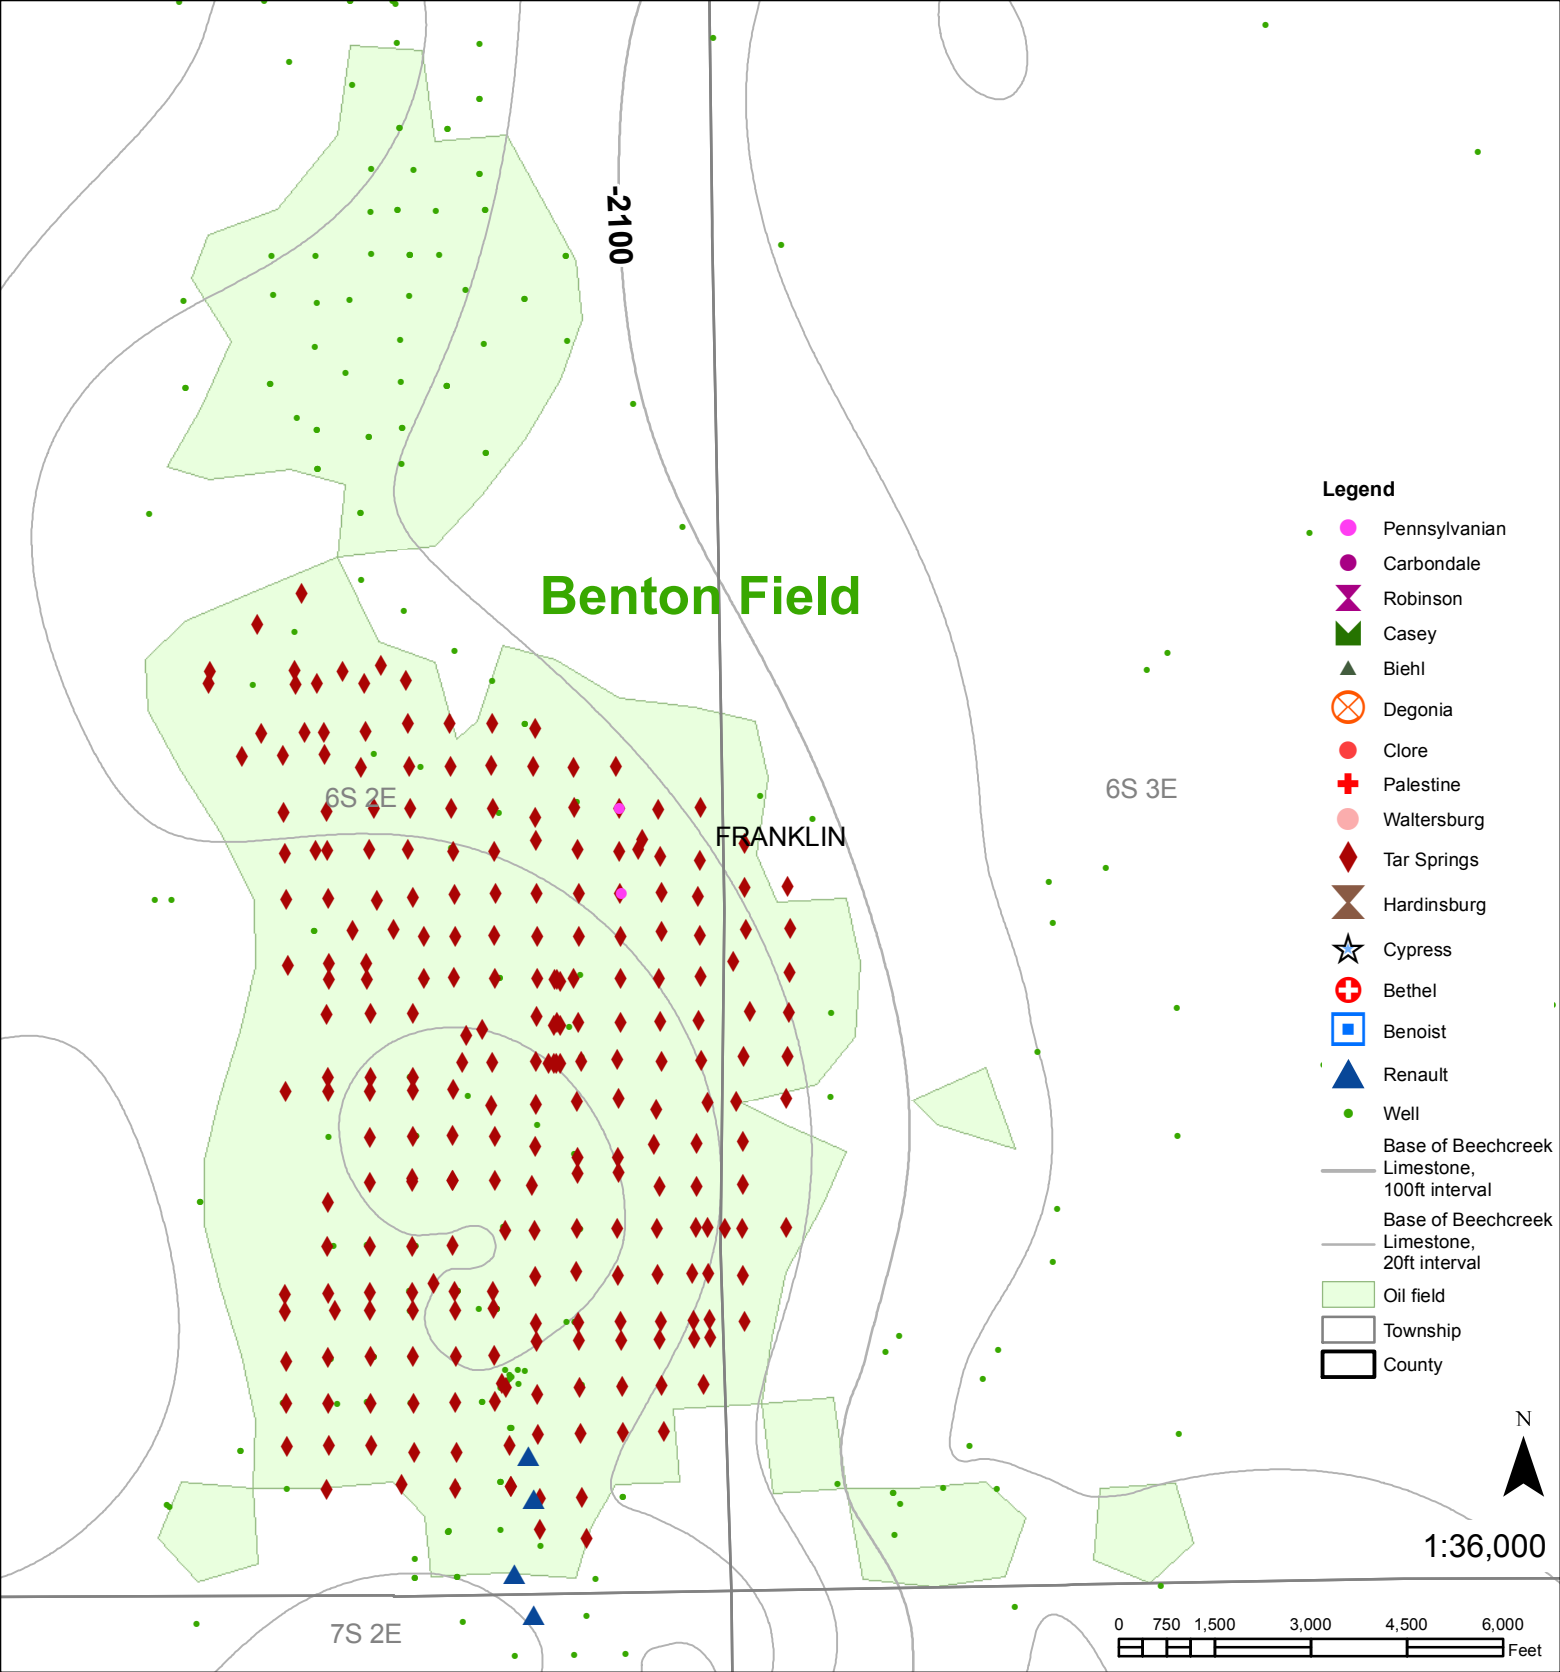 -2100
Benton Field
6S 2E
6S 3E
FRANKLIN
7S 2E
Legend
Pennsylvanian
Carbondale
Robinson
Casey
Biehl
Degonia
Clore
Palestine
Waltersburg
Tar Springs
Hardinsburg
Cypress
Bethel
Benoist
Renault
Well
Base of Beechcreek
Limestone,
100ft interval
Base of Beechcreek
Limestone,
20ft interval
Oil field
Township
County
N
1:36,000
0 750 1,500 3,000 4,500 6,000
Feet